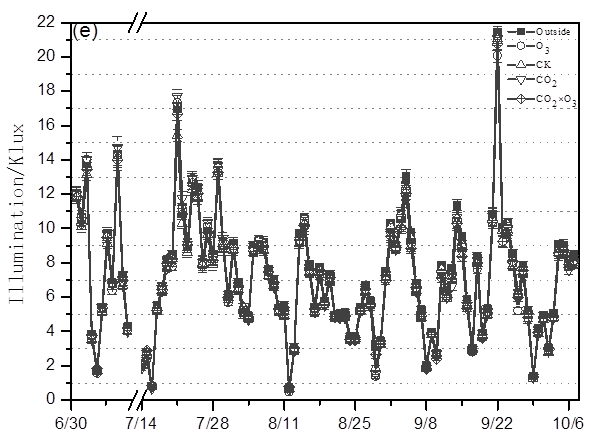 (e)
Outside
O3
CK
CO2
CO2×O3
Illumination/Klux
22
20
18
16
14
12
10
8
6
4
2
0
6/30 7/14 7/28 8/11 8/25 9/8 9/22 10/6